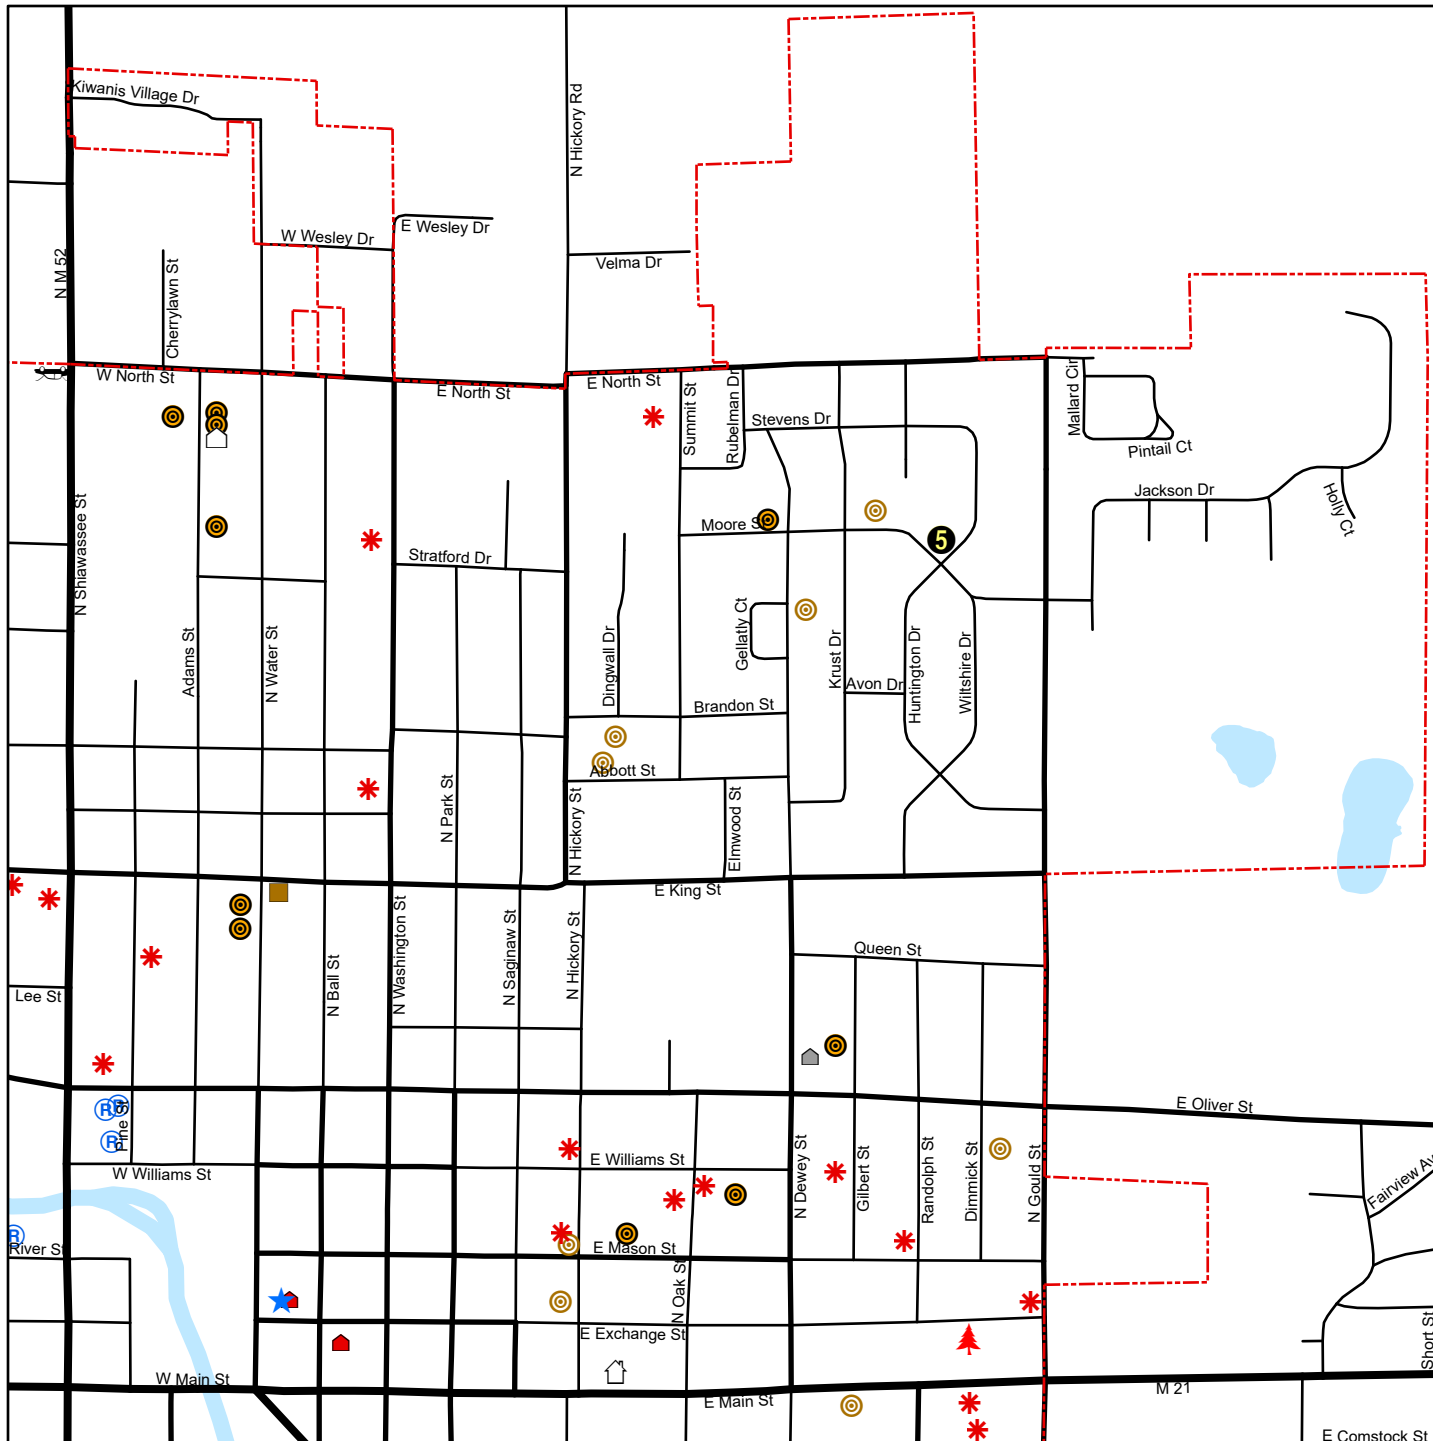 Kiwanis Village Dr
N Hickory Rd
E Wesley Dr
W Wesley Dr
Velma Dr
N M 52
Cherrylawn St
W North St
E North St
E North St
Summit St
Rubelman Dr
Stevens Dr
Mallard Cir
Pintail Ct
Jackson Dr
Holly Ct
N Shiawassee St
Moore S
5
Stratford Dr
Adams St
N Water St
Dingwall Dr
Gellatly Ct
Krust Dr
Avon Dr
Huntington Dr
Wiltshire Dr
Brandon St
Abbott St
N Park St
N Hickory St
Elmwood St
E King St
N Washington St
N Saginaw St
N Hickory St
N Ball St
Queen St
Lee St
E Oliver St
R
R
R
Pine St
W Williams St
E Williams St
N Dewey St
Gilbert St
Randolph St
Dimmick St
N Gould St
Fairview Av
R
River St
E Mason St
N Oak St
E Exchange St
Short St
W Main St
E Main St
M 21
E Comstock St